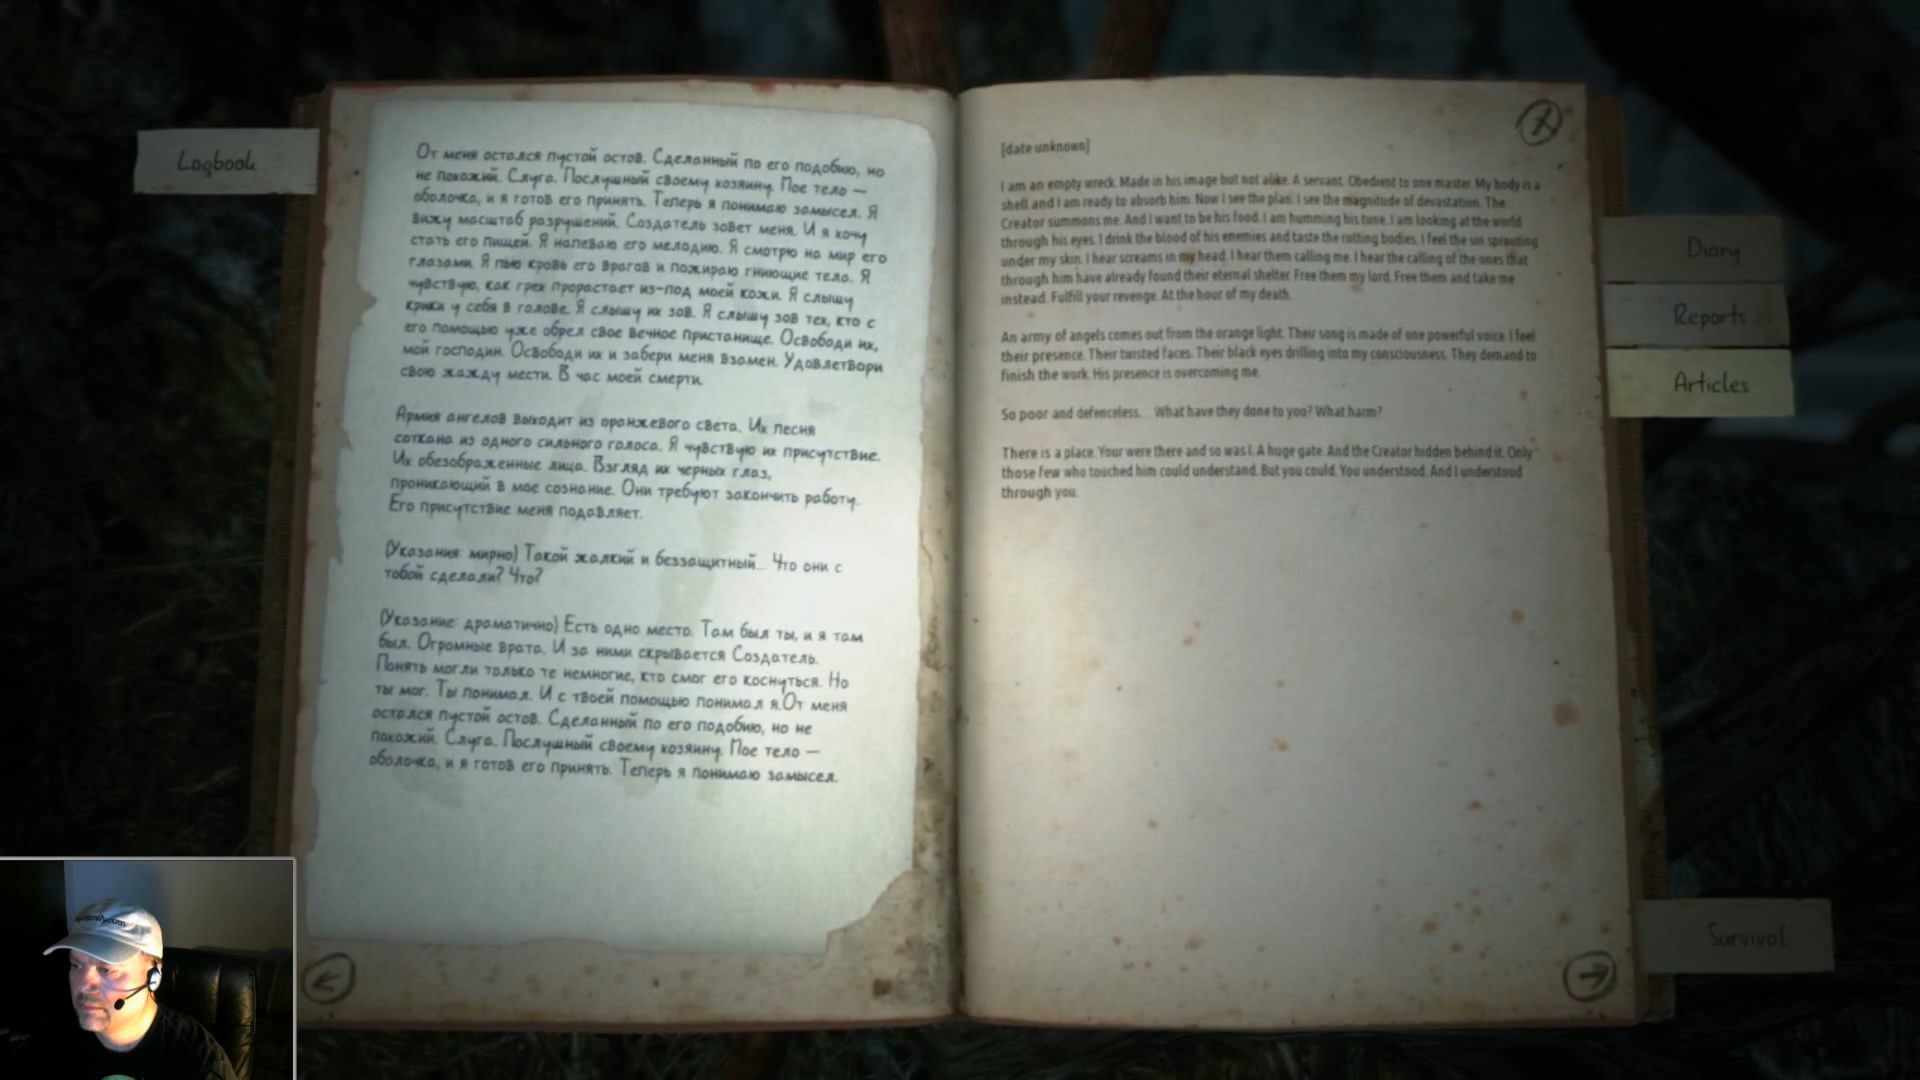 Logbook
От меня остался пустой остов. Сделанный по его подобию, но
не похожий. Слуга. Послушный своему хозяину. Пое тело —
оболочка, и я готов его принять. Теперь я понимаю замысел. Я
вижу масштаб разрушений. Создатель зовет меня. И я хочу
стать его пищей. Я напеваю его мелодию. Я смотрю на мир его
глазами. Я пью кровь его врагов и пожираю гниющие тела. Я
чувствую, как грех прорастает из-под моей кожи. Я слышу
крики у себя в голове. Я слышу их зов. Я слышу зов тех, кто с
его помощью уже обрел свое вечное пристанище. Освободи их,
мой господин. Освободи их и забери меня взамен. Удовлетвори
свою жажду мести. В час моей смерти.
Армия ангелов выходит из оранжевого света. Их песня
соткана из одного сильного голоса. Я чувствую их присутствие.
Их обезображенные лица. Взгляд их черных глаз,
проникающий в мое сознание. Они требуют закончить работу.
Его присутствие меня подавляет.
(Указания: мирно) Такой жалкий и беззащитный... Что они с
тобой сделали? Что?
(Указание: драматично) Есть одно место. Там был ты, и я там
был. Огромные врата. И за ними скрывается Создатель.
Понять могли только те немногие, кто смог его коснуться. Но
ты мог. Ты понимал. И с твоей помощью понимал я.От меня
остался пустой остов. Сделанный по его подобию, но не
похожий. Слуга. Послушный своему хозяину. Пое тело —
оболочка, и я готов его принять. Теперь я понимаю замысел.
[date unknown]
I am an empty wreck. Made in his image but not alike. A servant. Obedient to one master. My body is a
shell and I am ready to absorb him. Now I see the plan. I see the magnitude of devastation. The
Creator summons me. And I want to be his food. I am humming his tune. I am looking at the world
through his eyes. I drink the blood of his enemies and taste the rotting bodies. I feel the sin sprouting
under my skin. I hear screams in my head. I hear them calling me. I hear the calling of the ones that
through him have already found their eternal shelter. Free them my lord. Free them and take me
instead. Fulfill your revenge. At the hour of my death.
An army of angels comes out from the orange light. Their song is made of one powerful voice. I feel
their presence. Their twisted faces. Their black eyes drilling into my consciousness. They demand to
finish the work. His presence is overcoming me.
So poor and defenceless... What have they done to you? What harm?
There is a place. Your were there and so was I. A huge gate. And the Creator hidden behind it. Only
those few who touched him could understand. But you could. You understood. And I understood
through you.
Diary
Reports
Articles
Survival